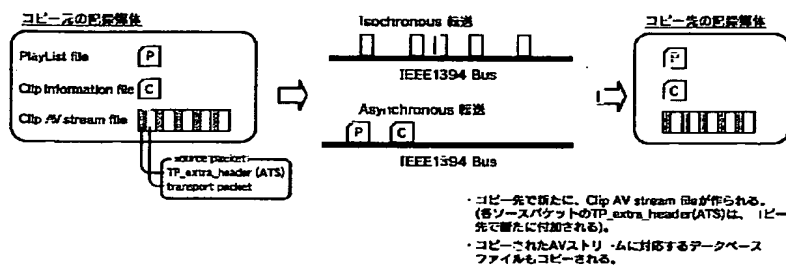 コピー元の記録媒体
PlayList file
P
Clip Information file
C
Clip AV stream file
source packet
TP_extra_header (ATS)
transport packet
Isochronous 転送
IEEE1394 Bus
Asynchronous 転送
P
C
IEEE1394 Bus
コピー先の記録媒体
P
C
・コピー先で新たに、Clip AV stream fileが作られる。
(各ソースパケットのTP_extra_header(ATS)は、コピー
先で新たに付加される)。
・コピーされたAVストリームに対応するデータベース
ファイルもコピーされる。